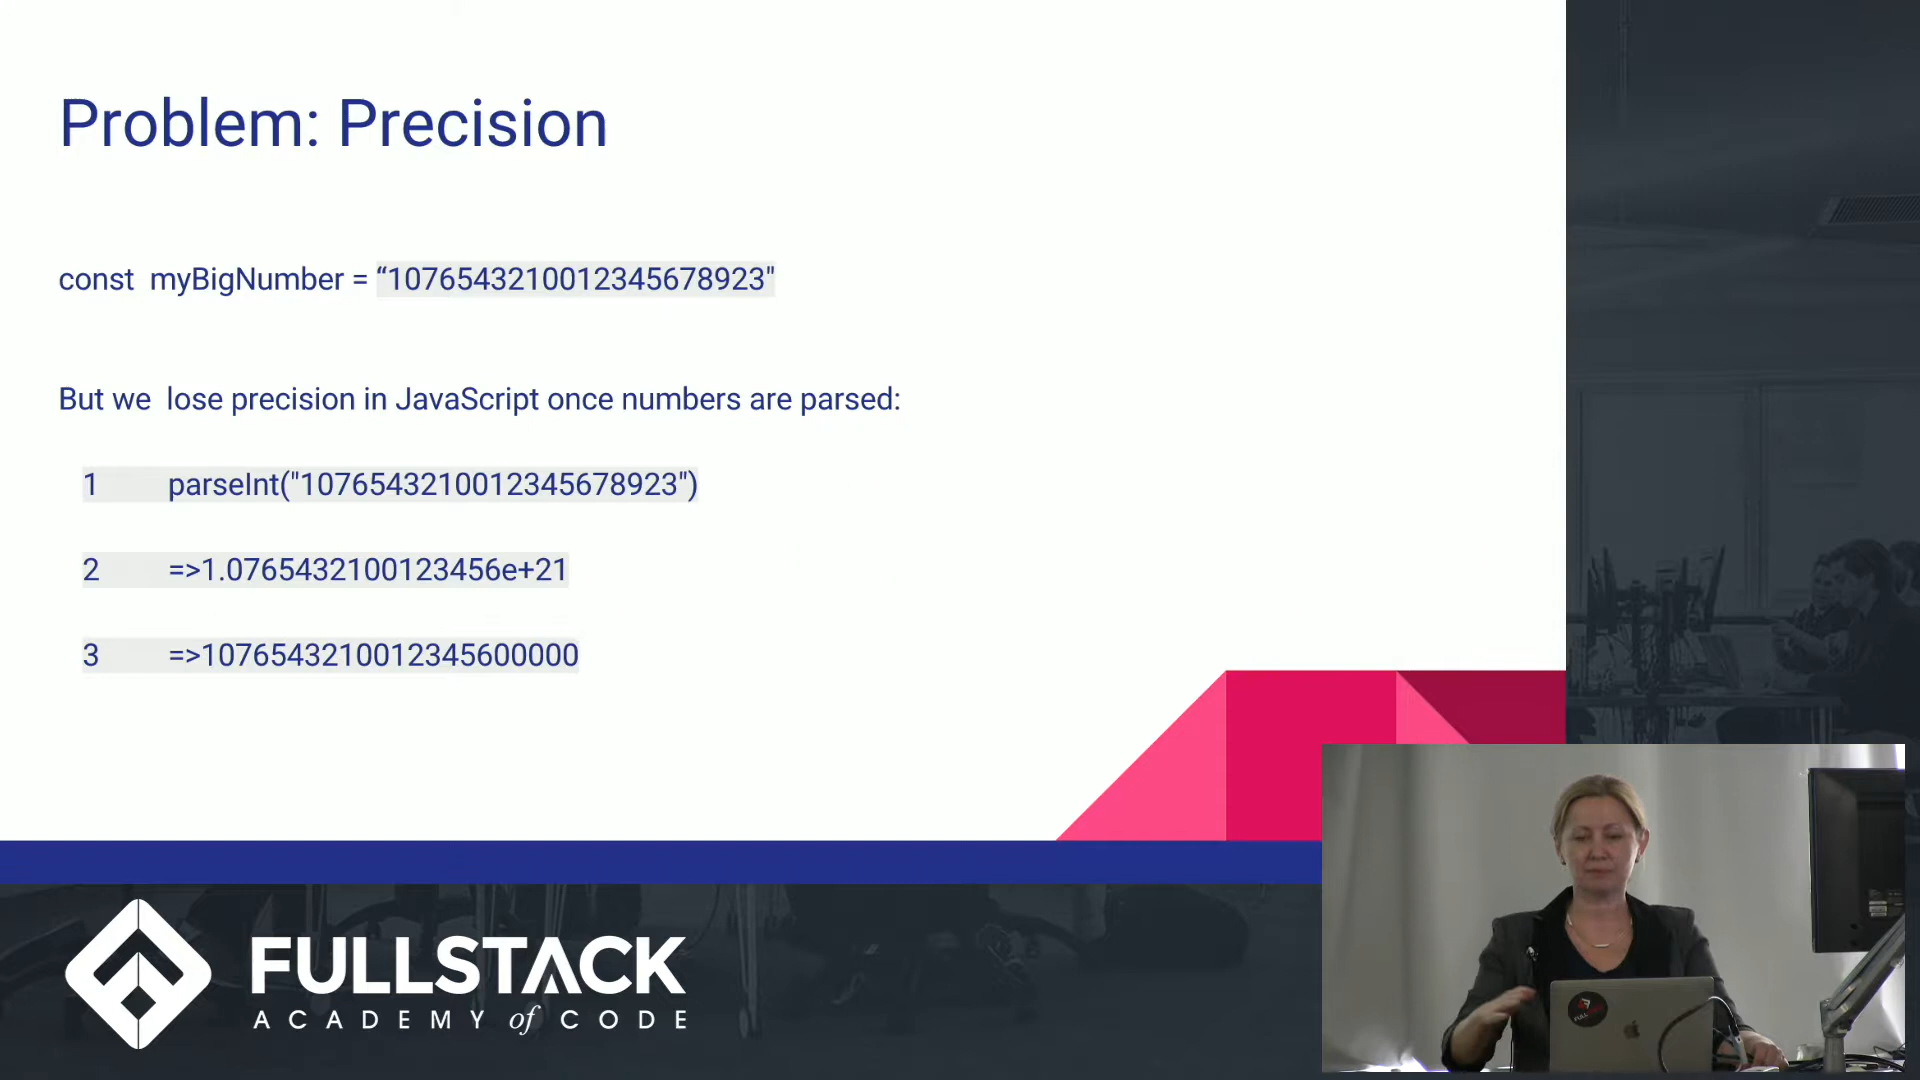 Problem: Precision
const  myBigNumber = “1076543210012345678923"
But we  lose precision in JavaScript once numbers are parsed:
1 parseInt("1076543210012345678923")
2 =>1.0765432100123456e+21
3 =>1076543210012345600000
FULLSTACK
ACADEMY of CODE